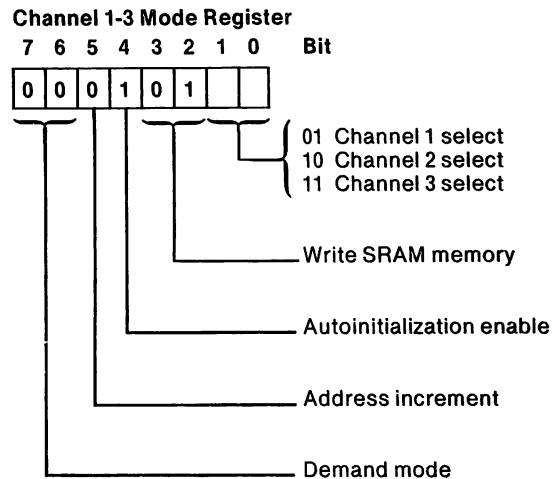 Channel 1-3 Mode Register
7 6 5 4 3 2 1 0 Bit
0 0 0 1 0 1
01 Channel 1 select
10 Channel 2 select
11 Channel 3 select
Write SRAM memory
Autoinitialization enable
Address increment
Demand mode